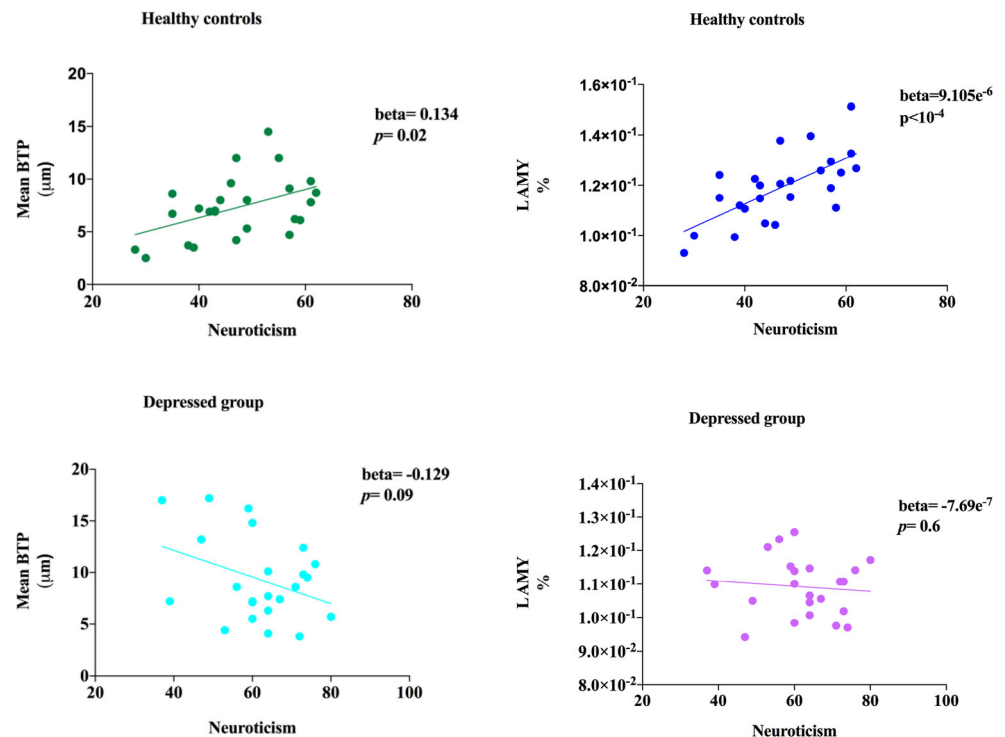 Healthy controls
20
15
10
5
0
Mean BTP
(µm)
beta= 0.134
p= 0.02
20 40 60 80
Neuroticism
Healthy controls
1.6×10⁻¹
1.4×10⁻¹
1.2×10⁻¹
1.0×10⁻¹
8.0×10⁻²
LAMY
%
beta=9.105e⁻⁶
p<10⁻⁴
20 40 60 80
Neuroticism
Depressed group
20
15
10
5
0
Mean BTP
(µm)
beta= -0.129
p= 0.09
20 40 60 80 100
Neuroticism
Depressed group
1.4×10⁻¹
1.3×10⁻¹
1.2×10⁻¹
1.1×10⁻¹
1.0×10⁻¹
9.0×10⁻²
8.0×10⁻²
LAMY
%
beta= -7.69e⁻⁷
p= 0.6
20 40 60 80 100
Neuroticism